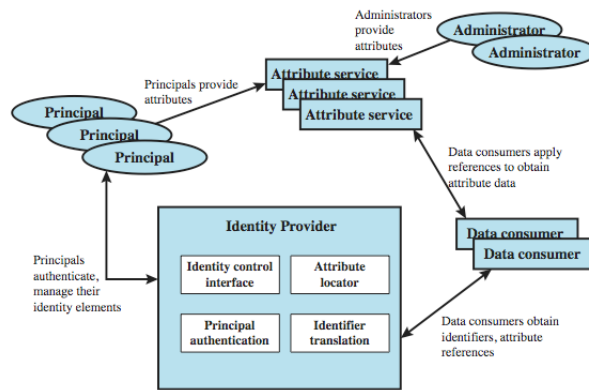 Administrators
provide
attributes
Administrator
Administrator
Principals provide
attributes
Attribute service
Attribute service
Attribute service
Principal
Principal
Principal
Data consumers apply
references to obtain
attribute data
Identity Provider
Identity control
interface
Attribute
locator
Principal
authentication
Identifier
translation
Principals
authenticate,
manage their
identity elements
Data consumer
Data consumer
Data consumers obtain
identifiers, attribute
references